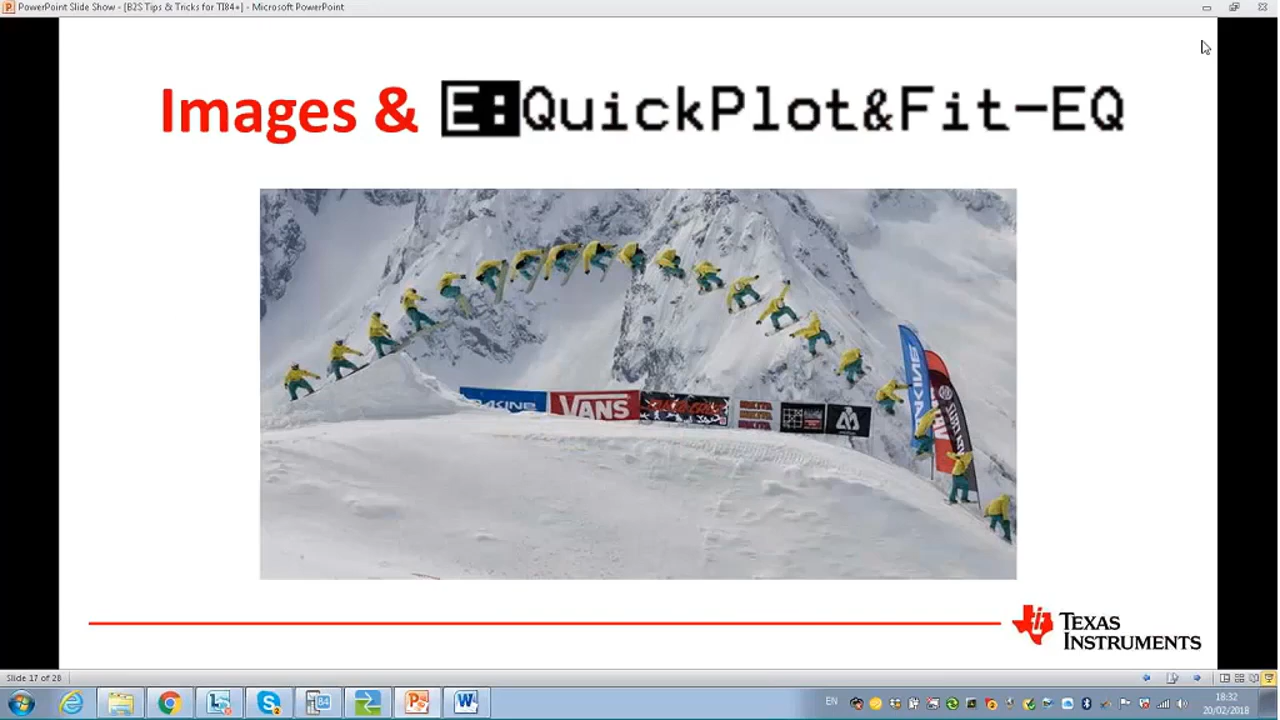 PowerPoint Slide Show - [B2S Tips & Tricks for TI84+] - Microsoft PowerPoint
Images & E:QuickPlot&Fit-EQ
VANS
TEXAS
INSTRUMENTS
Slide 17 of 28
EN
18:32
20/02/2018